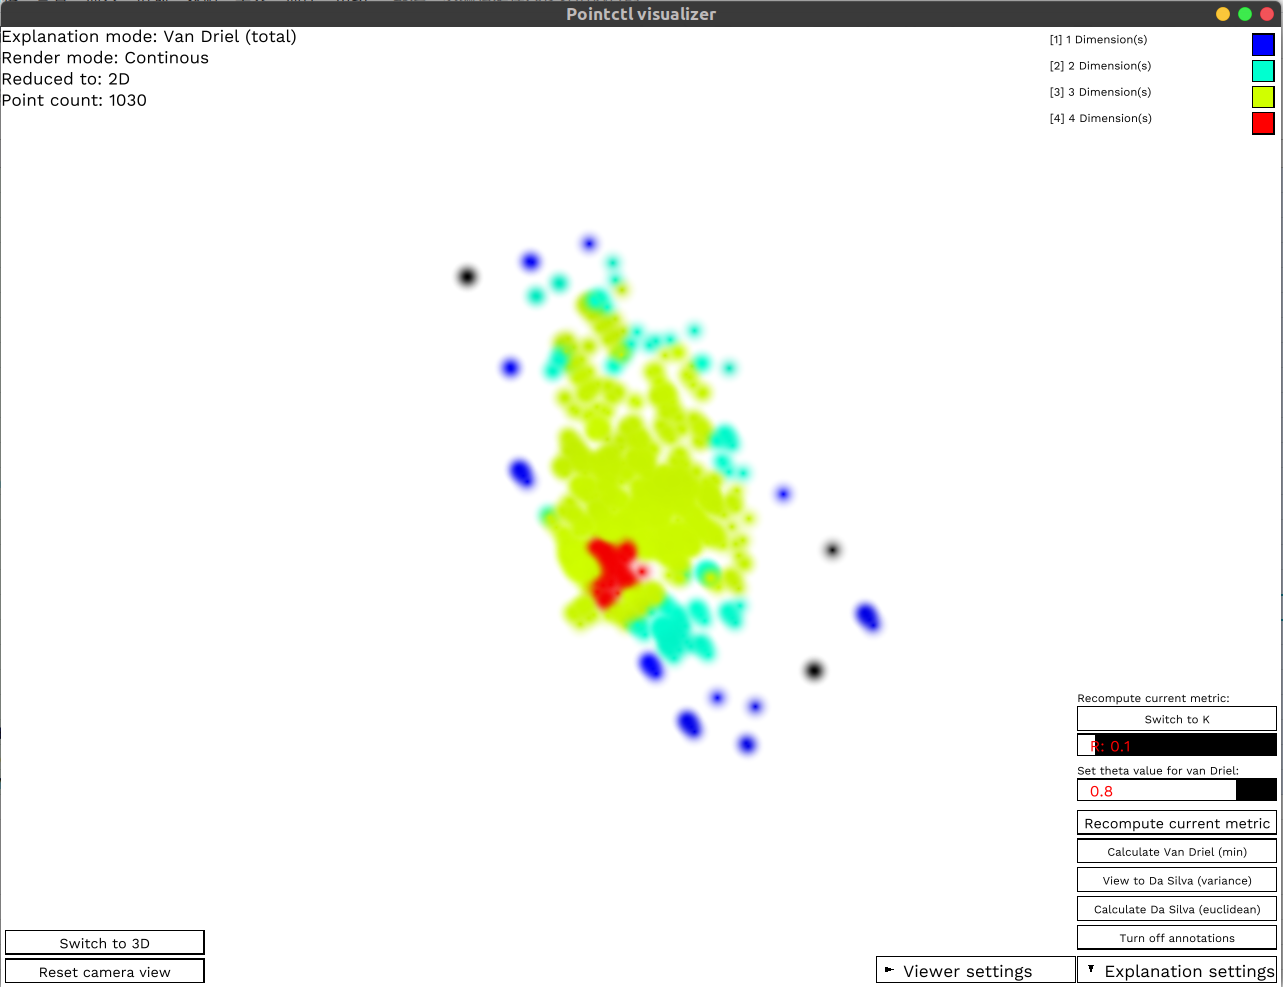 Pointctl visualizer
Explanation mode: Van Driel (total)
Render mode: Continous
Reduced to: 2D
Point count: 1030
[1] 1 Dimension(s)
[2] 2 Dimension(s)
[3] 3 Dimension(s)
[4] 4 Dimension(s)
Recompute current metric:
Switch to K
R: 0.1
Set theta value for van Driel:
0.8
Recompute current metric
Calculate Van Driel (min)
View to Da Silva (variance)
Calculate Da Silva (euclidean)
Turn off annotations
Switch to 3D
Reset camera view
Viewer settings
Explanation settings